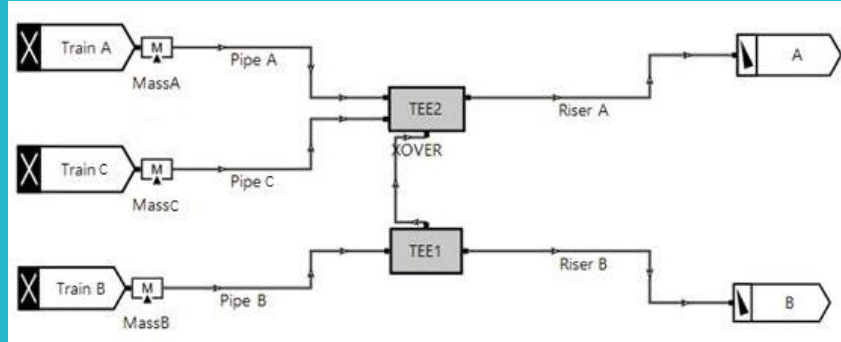 Train A
M
MassA
Pipe A
A
TEE2
Riser A
XOVER
Train C
M
MassC
Pipe C
TEE1
Riser B
Train B
M
MassB
Pipe B
B